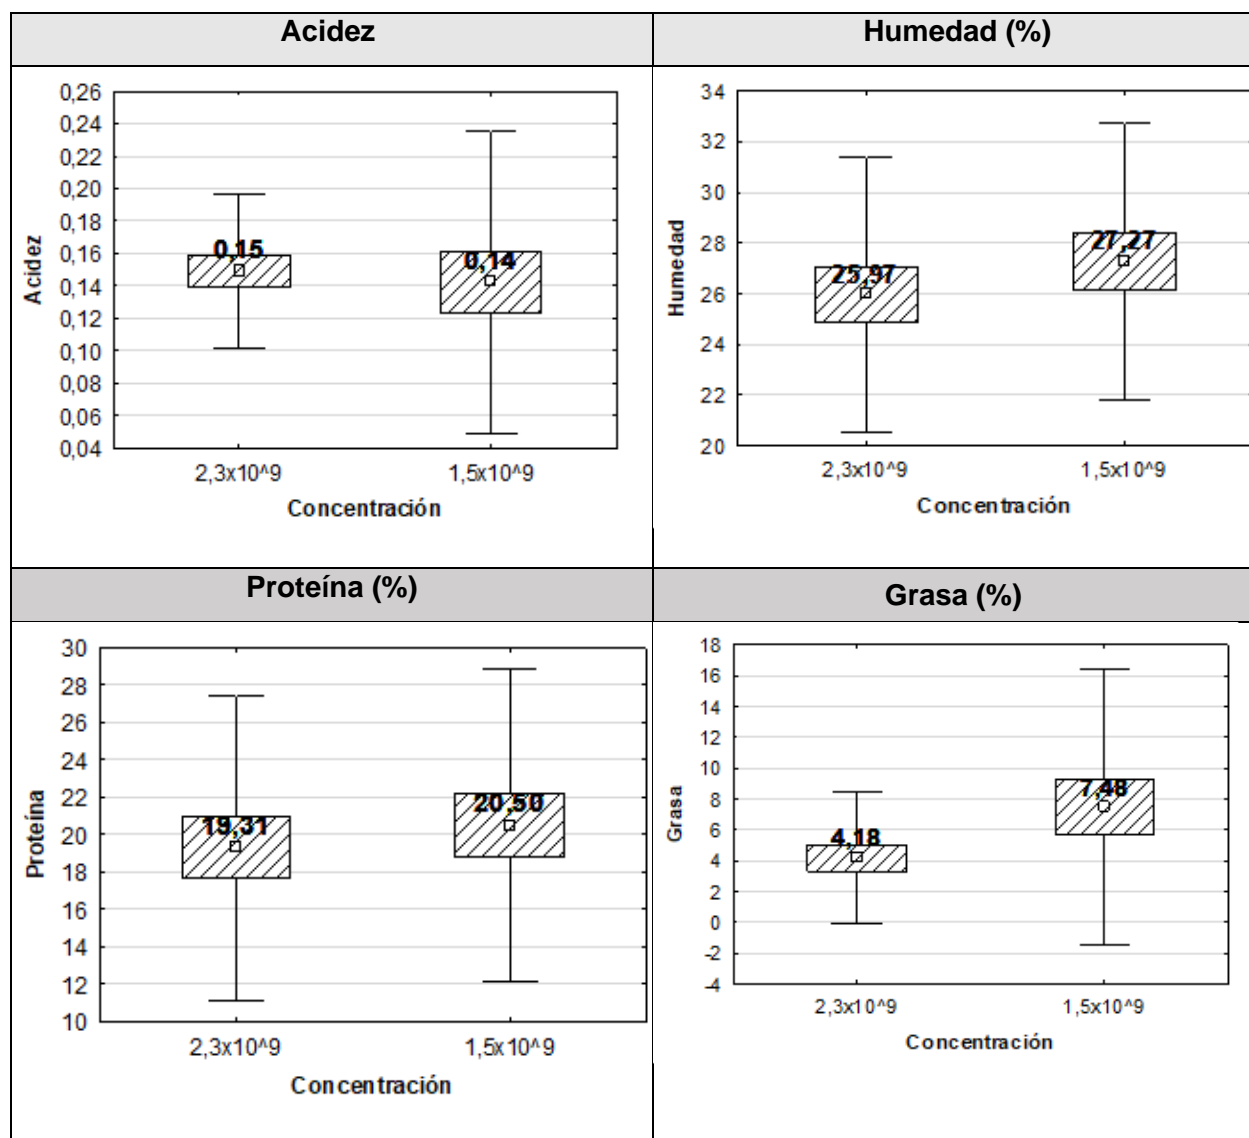 Acidez
Humedad (%)
0,26
0,24
0,22
0,20
0,18
0,16
0,14
0,12
0,10
0,08
0,06
0,04
Acidez
0,15
0,14
2,3x10^9
1,5x10^9
Concentración
34
32
30
28
26
24
22
20
Humedad
25,97
27,27
2,3x10^9
1,5x10^9
Concentración
Proteína (%)
Grasa (%)
30
28
26
24
22
20
18
16
14
12
10
Proteína
19,31
20,50
2,3x10^9
1,5x10^9
Concentración
18
16
14
12
10
8
6
4
2
0
-2
-4
Grasa
4,18
7,48
2,3x10^9
1,5x10^9
Concentración